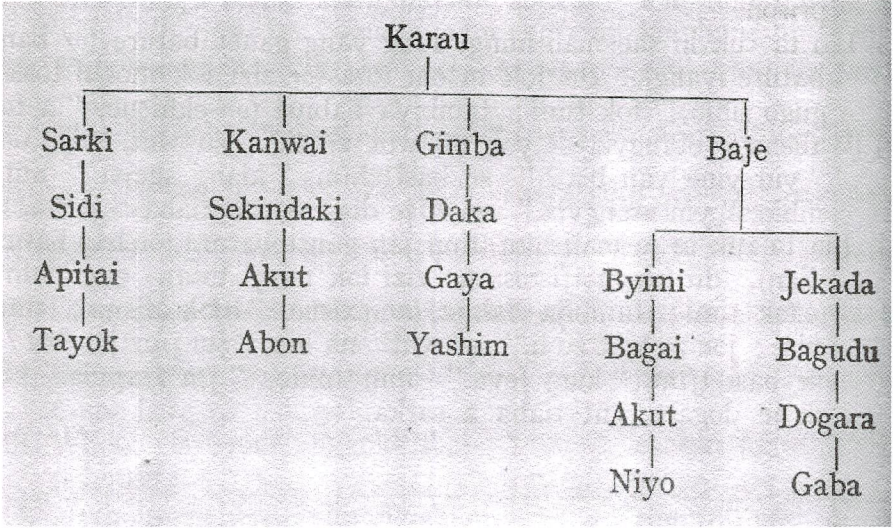 Karau
Sarki Kanwai Gimba Baje
Sidi Sekindaki Daka
Apitai Akut Gaya Byimi Jekada
Tayok Abon Yashim Bagai Bagudu
Akut Dogara
Niyo Gaba